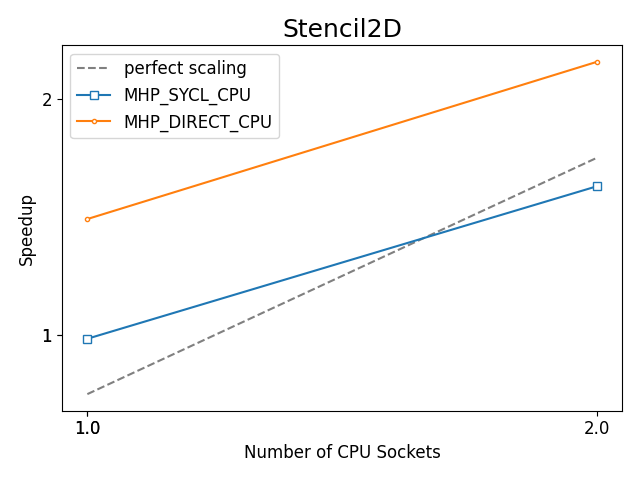 Stencil2D
perfect scaling
MHP_SYCL_CPU
MHP_DIRECT_CPU
2
1
Speedup
1.0
2.0
Number of CPU Sockets